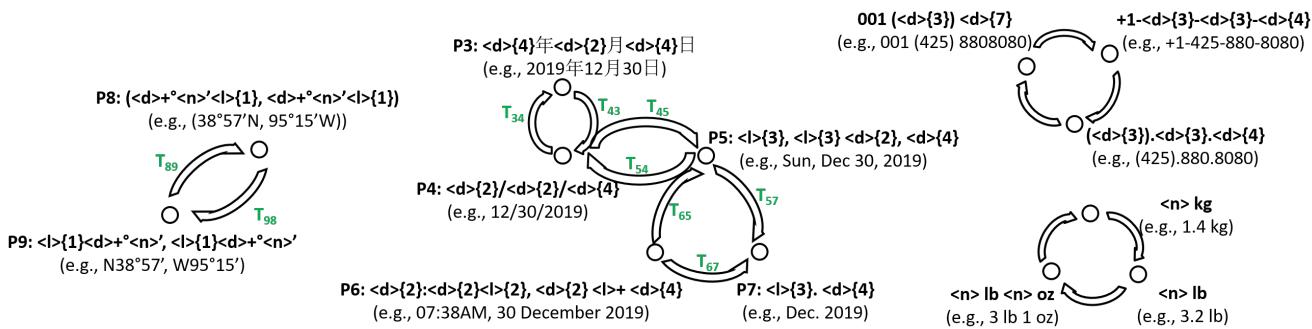 P8: (<d>+°<n>’<l>{1}, <d>+°<n>’<l>{1})
(e.g., (38°57’N, 95°15’W))
T89
T98
P9: <l>{1}<d>+°<n>’, <l>{1}<d>+°<n>’
(e.g., N38°57’, W95°15’)
P3: <d>{4}年<d>{2}月<d>{4}日
(e.g., 2019年12月30日)
T34
T43
T45
P5: <l>{3}, <l>{3} <d>{2}, <d>{4}
(e.g., Sun, Dec 30, 2019)
T54
P4: <d>{2}/<d>{2}/<d>{4}
(e.g., 12/30/2019)
T65
T57
T67
P6: <d>{2}:<d>{2}<l>{2}, <d>{2} <l>+ <d>{4}
(e.g., 07:38AM, 30 December 2019)
P7: <l>{3}. <d>{4}
(e.g., Dec. 2019)
001 (<d>{3}) <d>{7}
(e.g., 001 (425) 8808080)
+1-<d>{3}-<d>{3}-<d>{4}
(e.g., +1-425-880-8080)
(<d>{3}).<d>{3}.<d>{4}
(e.g., (425).880.8080)
<n> kg
(e.g., 1.4 kg)
<n> lb <n> oz
(e.g., 3 lb 1 oz)
<n> lb
(e.g., 3.2 lb)